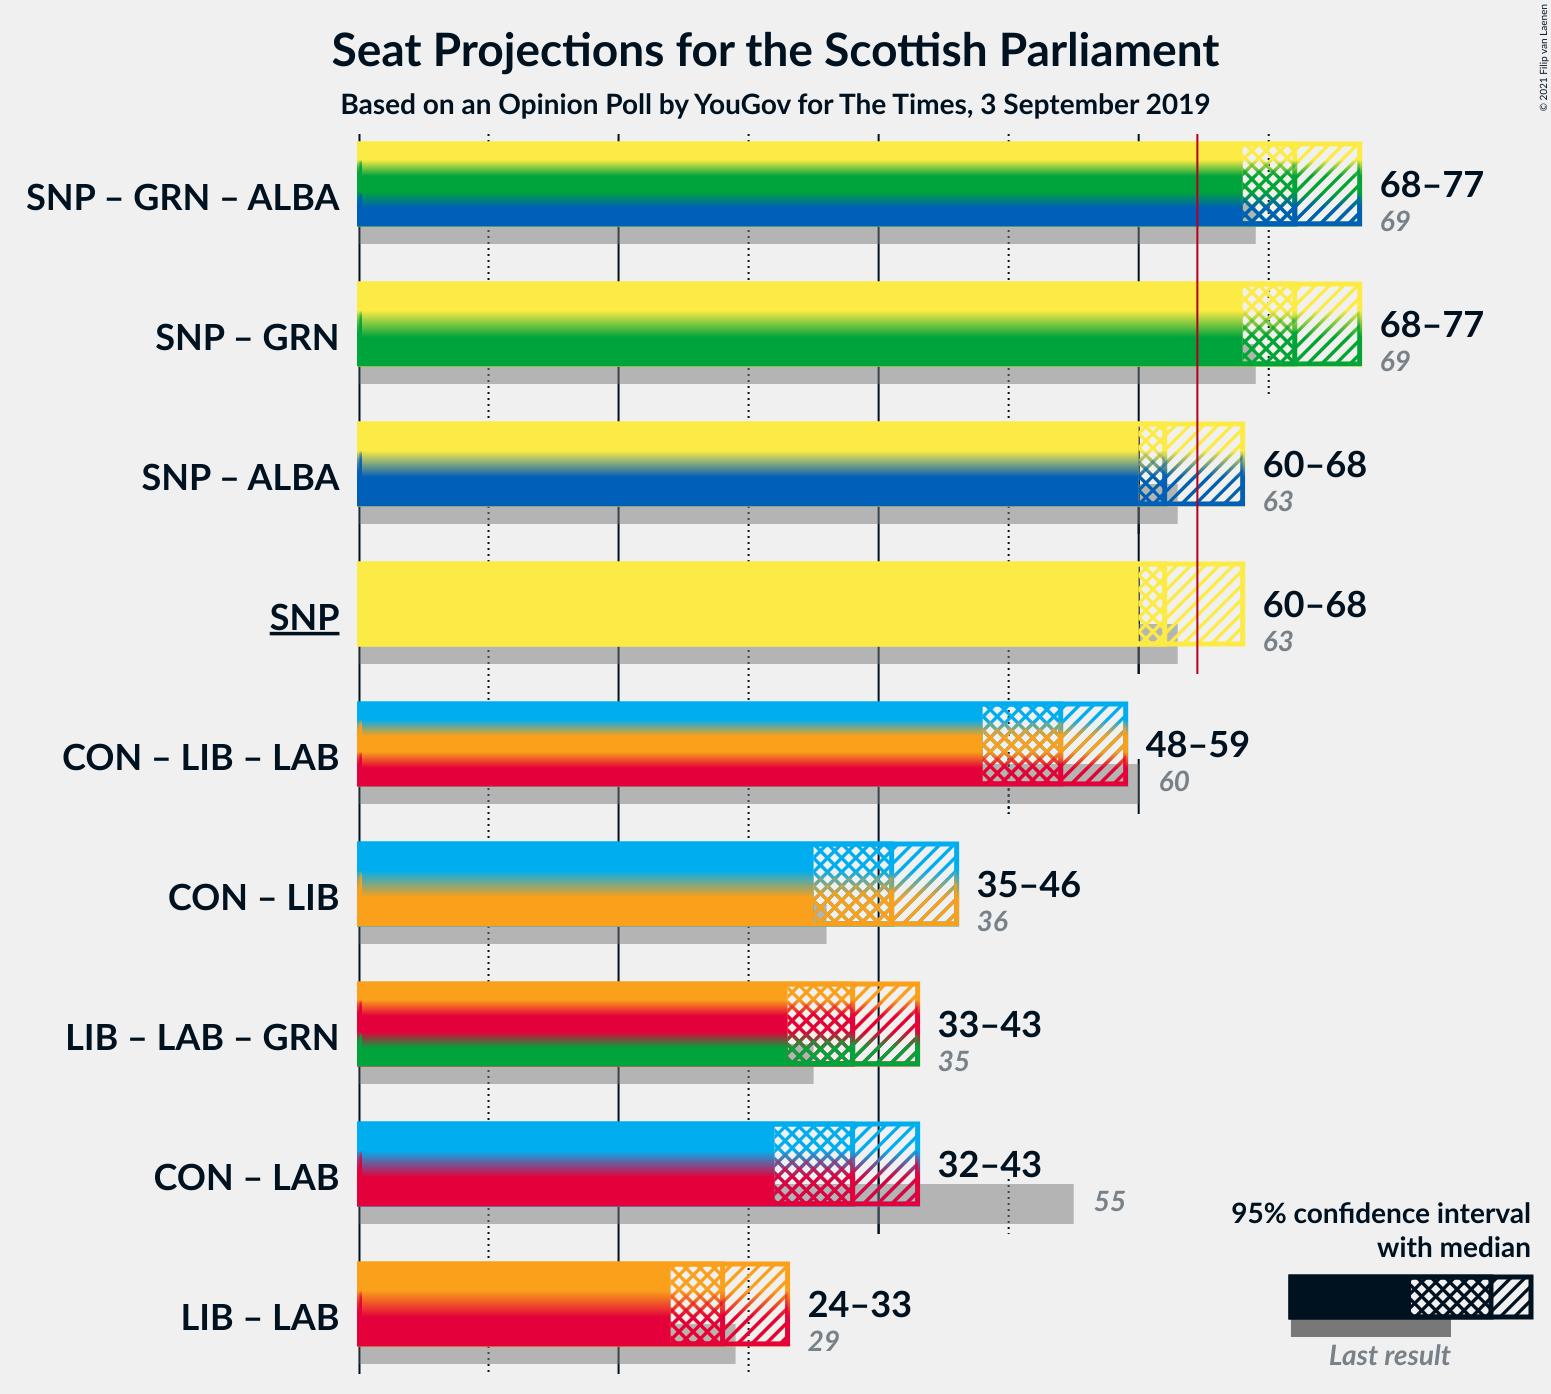 Seat Projections for the Scottish Parliament
Based on an Opinion Poll by YouGov for The Times, 3 September 2019
© 2021 Filip van Laenen
SNP – GRN – ALBA
68–77
69
SNP – GRN
68–77
69
SNP – ALBA
60–68
63
SNP
60–68
63
CON – LIB – LAB
48–59
60
CON – LIB
35–46
36
LIB – LAB – GRN
33–43
35
CON – LAB
32–43
55
LIB – LAB
24–33
29
95% confidence interval
with median
Last result